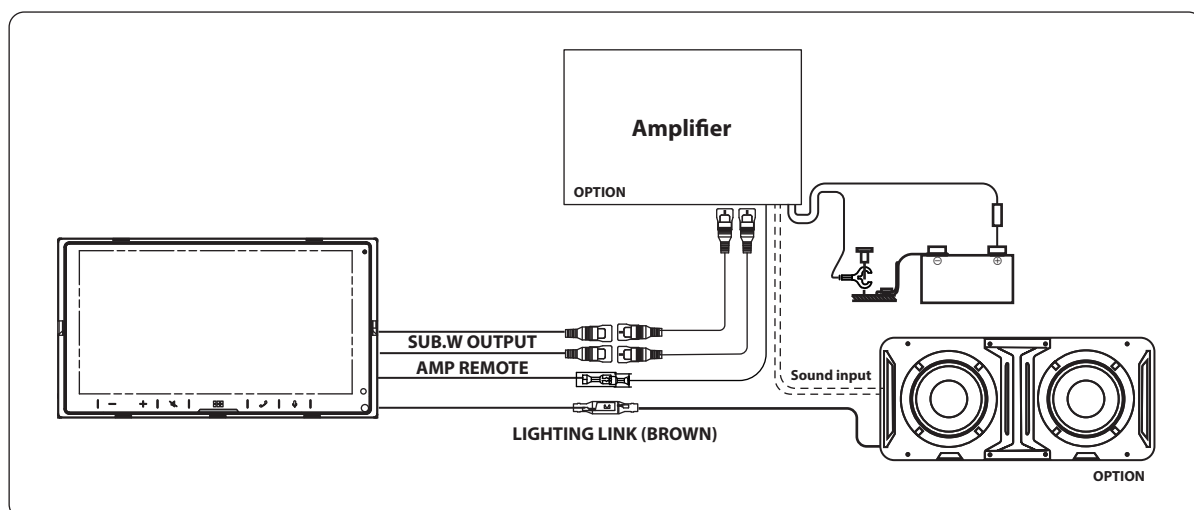 Amplifier
OPTION
SUB.W OUTPUT
AMP REMOTE
Sound input
LIGHTING LINK (BROWN)
OPTION